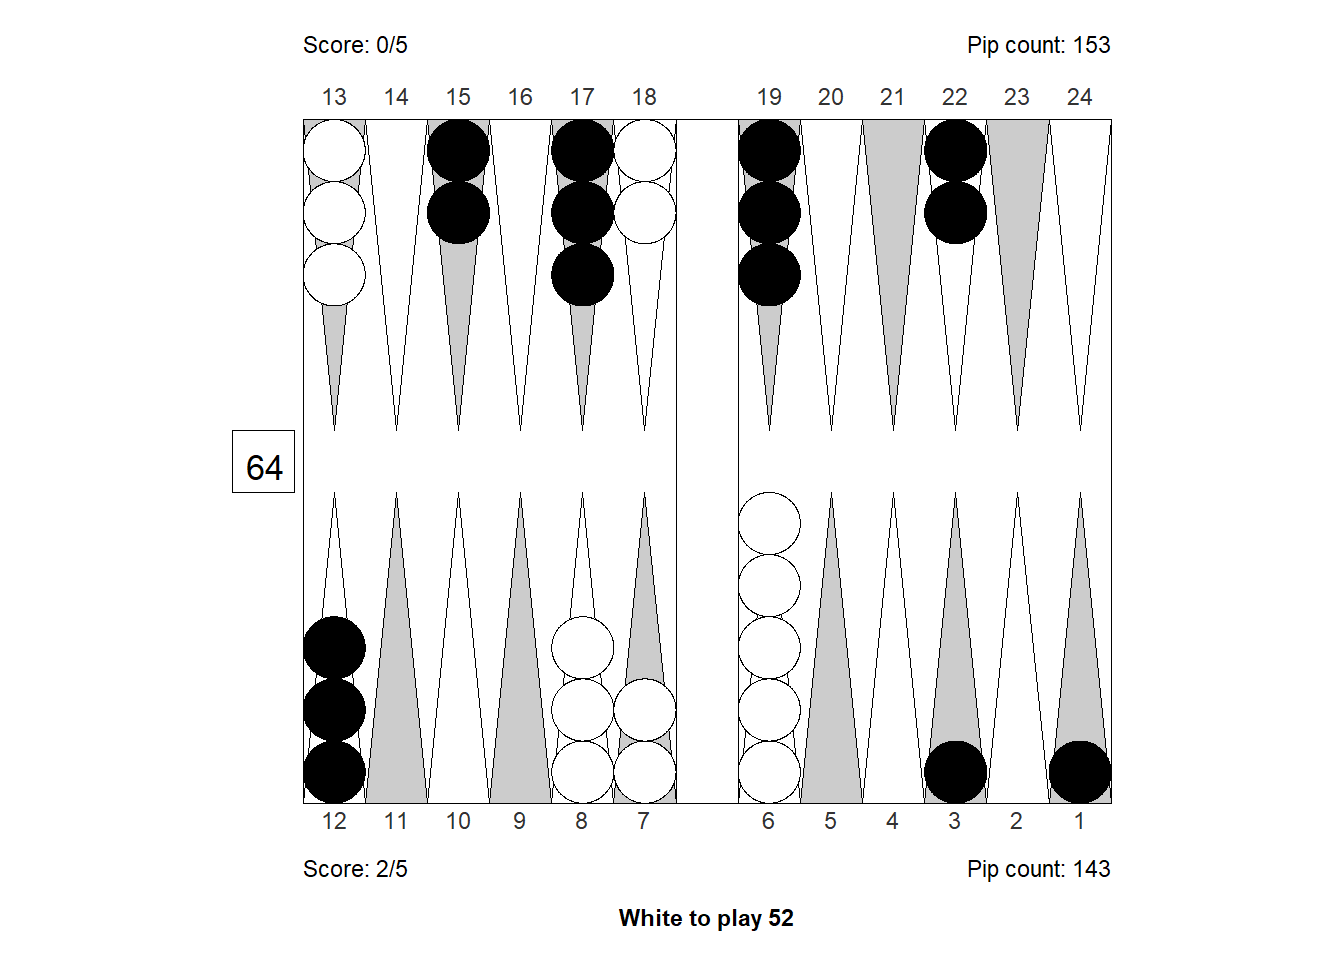 Score: 0/5 Pip count: 153
13 14 15 16 17 18 19 20 21 22 23 24
64
12 11 10 9 8 7 6 5 4 3 2 1
Score: 2/5 Pip count: 143
White to play 52